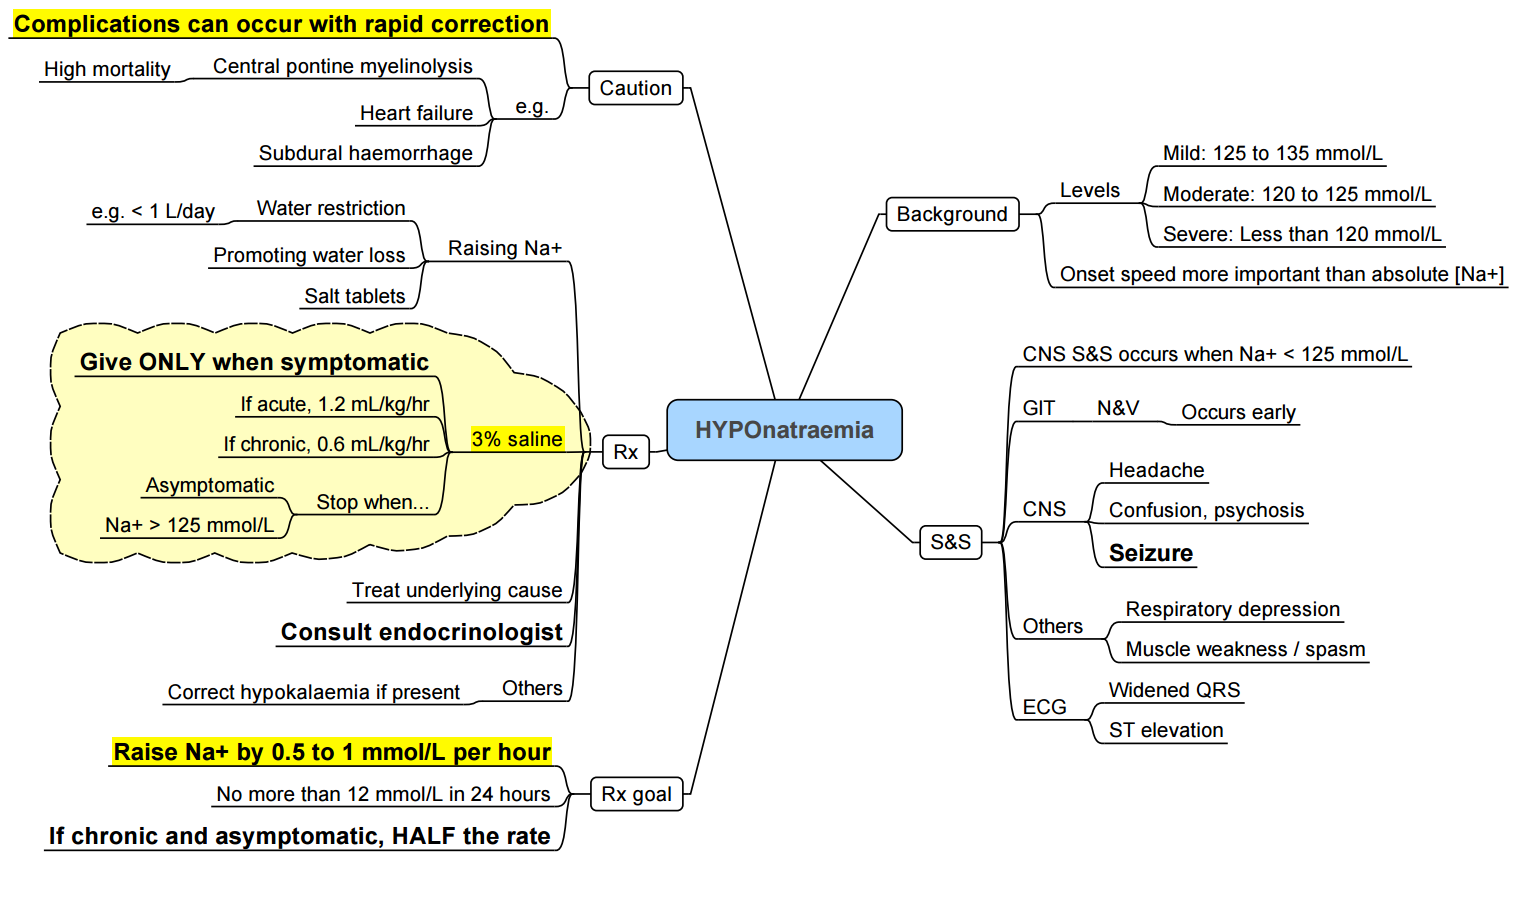 HYPOnatraemia
Background
Levels
Mild: 125 to 135 mmol/L
Moderate: 120 to 125 mmol/L
Severe: Less than 120 mmol/L
Onset speed more important than absolute [Na+]
S&S
CNS S&S occurs when Na+ < 125 mmol/L
GIT
N&V
Occurs early
CNS
Headache
Confusion, psychosis
Seizure
Others
Respiratory depression
Muscle weakness / spasm
ECG
Widened QRS
ST elevation
Caution
Complications can occur with rapid correction
e.g.
Central pontine myelinolysis
High mortality
Heart failure
Subdural haemorrhage
Rx
Raising Na+
Water restriction
e.g. < 1 L/day
Promoting water loss
Salt tablets
3% saline
Give ONLY when symptomatic
If acute, 1.2 mL/kg/hr
If chronic, 0.6 mL/kg/hr
Stop when...
Asymptomatic
Na+ > 125 mmol/L
Treat underlying cause
Consult endocrinologist
Others
Correct hypokalaemia if present
Rx goal
Raise Na+ by 0.5 to 1 mmol/L per hour
No more than 12 mmol/L in 24 hours
If chronic and asymptomatic, HALF the rate